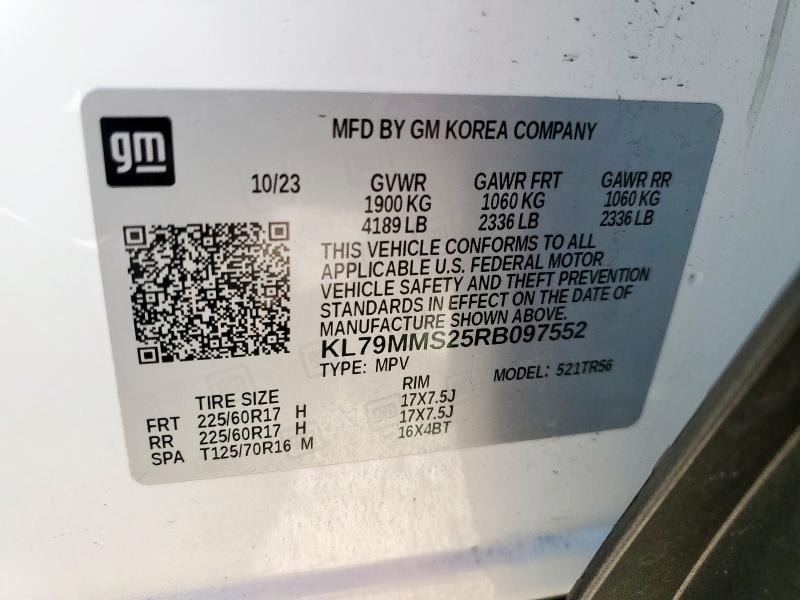 gm
MFD BY GM KOREA COMPANY
10/23 GVWR GAWR FRT GAWR RR
1900 KG 1060 KG 1060 KG
4189 LB 2336 LB 2336 LB
THIS VEHICLE CONFORMS TO ALL
APPLICABLE U.S. FEDERAL MOTOR
VEHICLE SAFETY AND THEFT PREVENTION
STANDARDS IN EFFECT ON THE DATE OF
MANUFACTURE SHOWN ABOVE.
KL79MMS25RB097552
TYPE: MPV MODEL: 521TR56
TIRE SIZE RIM
FRT 225/60R17 H 17X7.5J
RR 225/60R17 H 17X7.5J
SPA T125/70R16 M 16X4BT